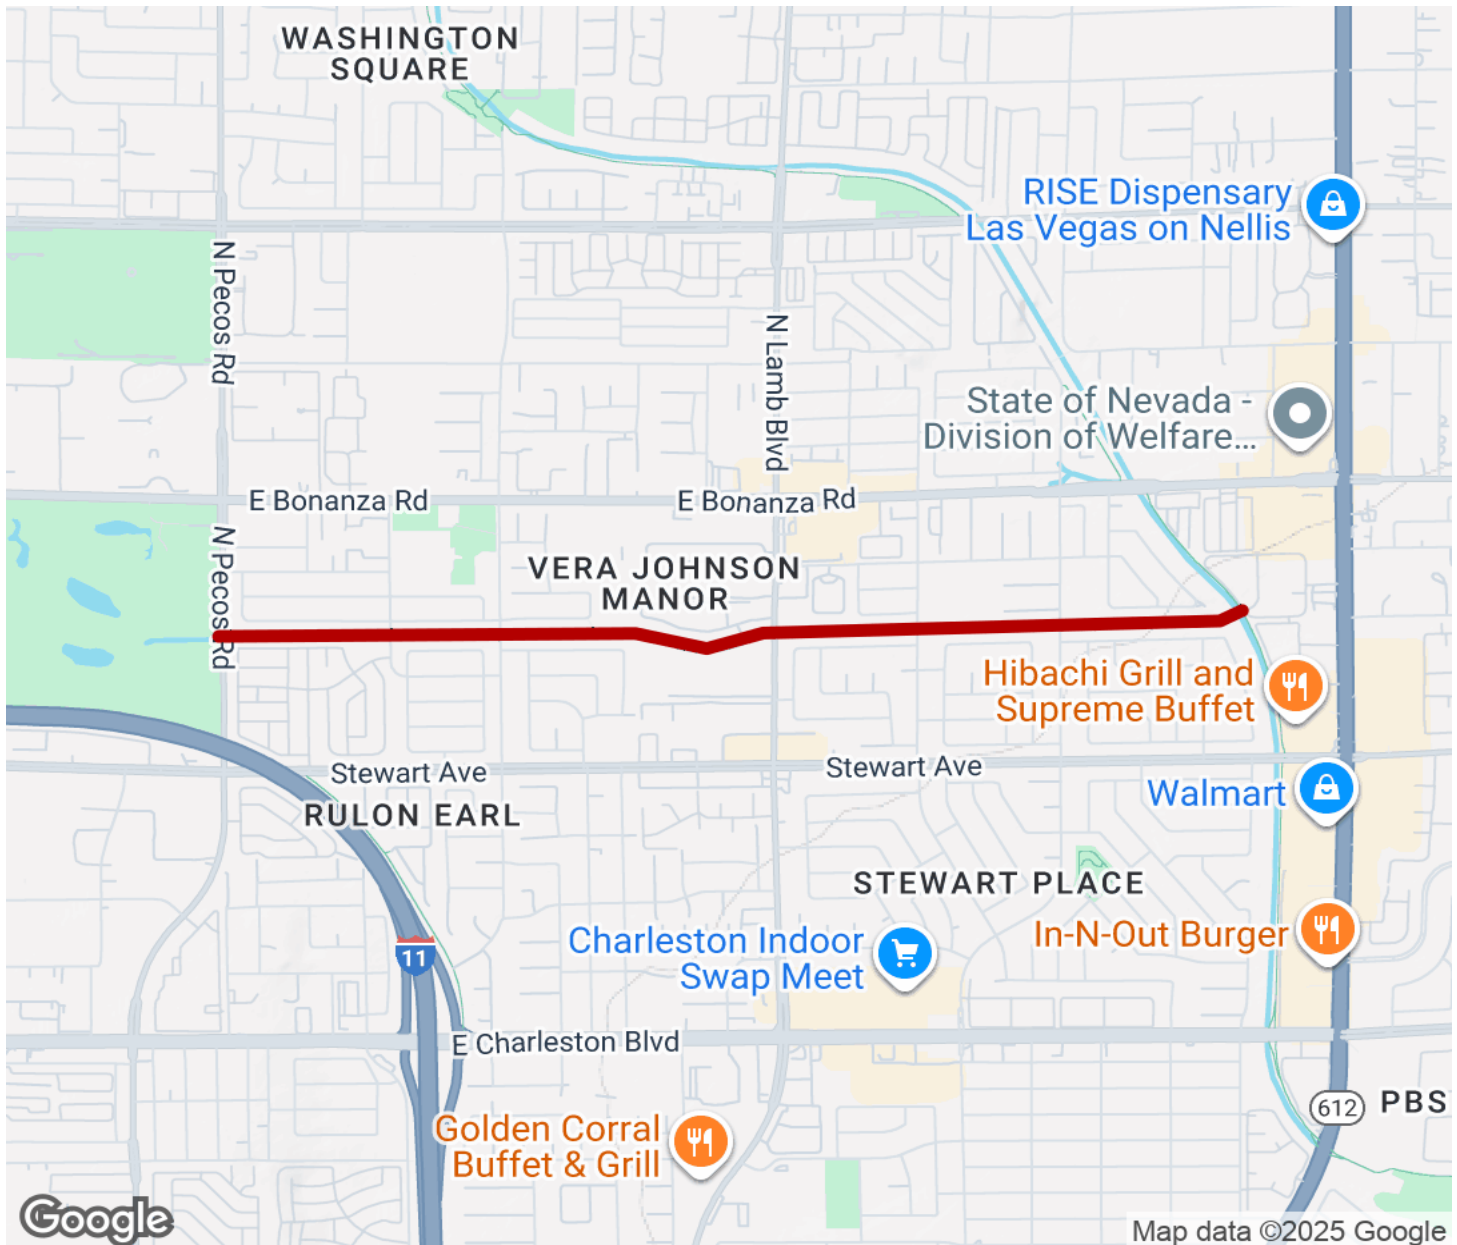 WASHINGTON
SQUARE
RISE Dispensary
Las Vegas on Nellis
N Pecos Rd
N Lamb Blvd
State of Nevada -
Division of Welfare...
E Bonanza Rd
E Bonanza Rd
N Pecos Rd
VERA JOHNSON
MANOR
Hibachi Grill and
Supreme Buffet
Stewart Ave
Stewart Ave
RULON EARL
Walmart
STEWART PLACE
Charleston Indoor
Swap Meet
In-N-Out Burger
11
E Charleston Blvd
612
PBS
Golden Corral
Buffet & Grill
Google
Map data ©2025 Google